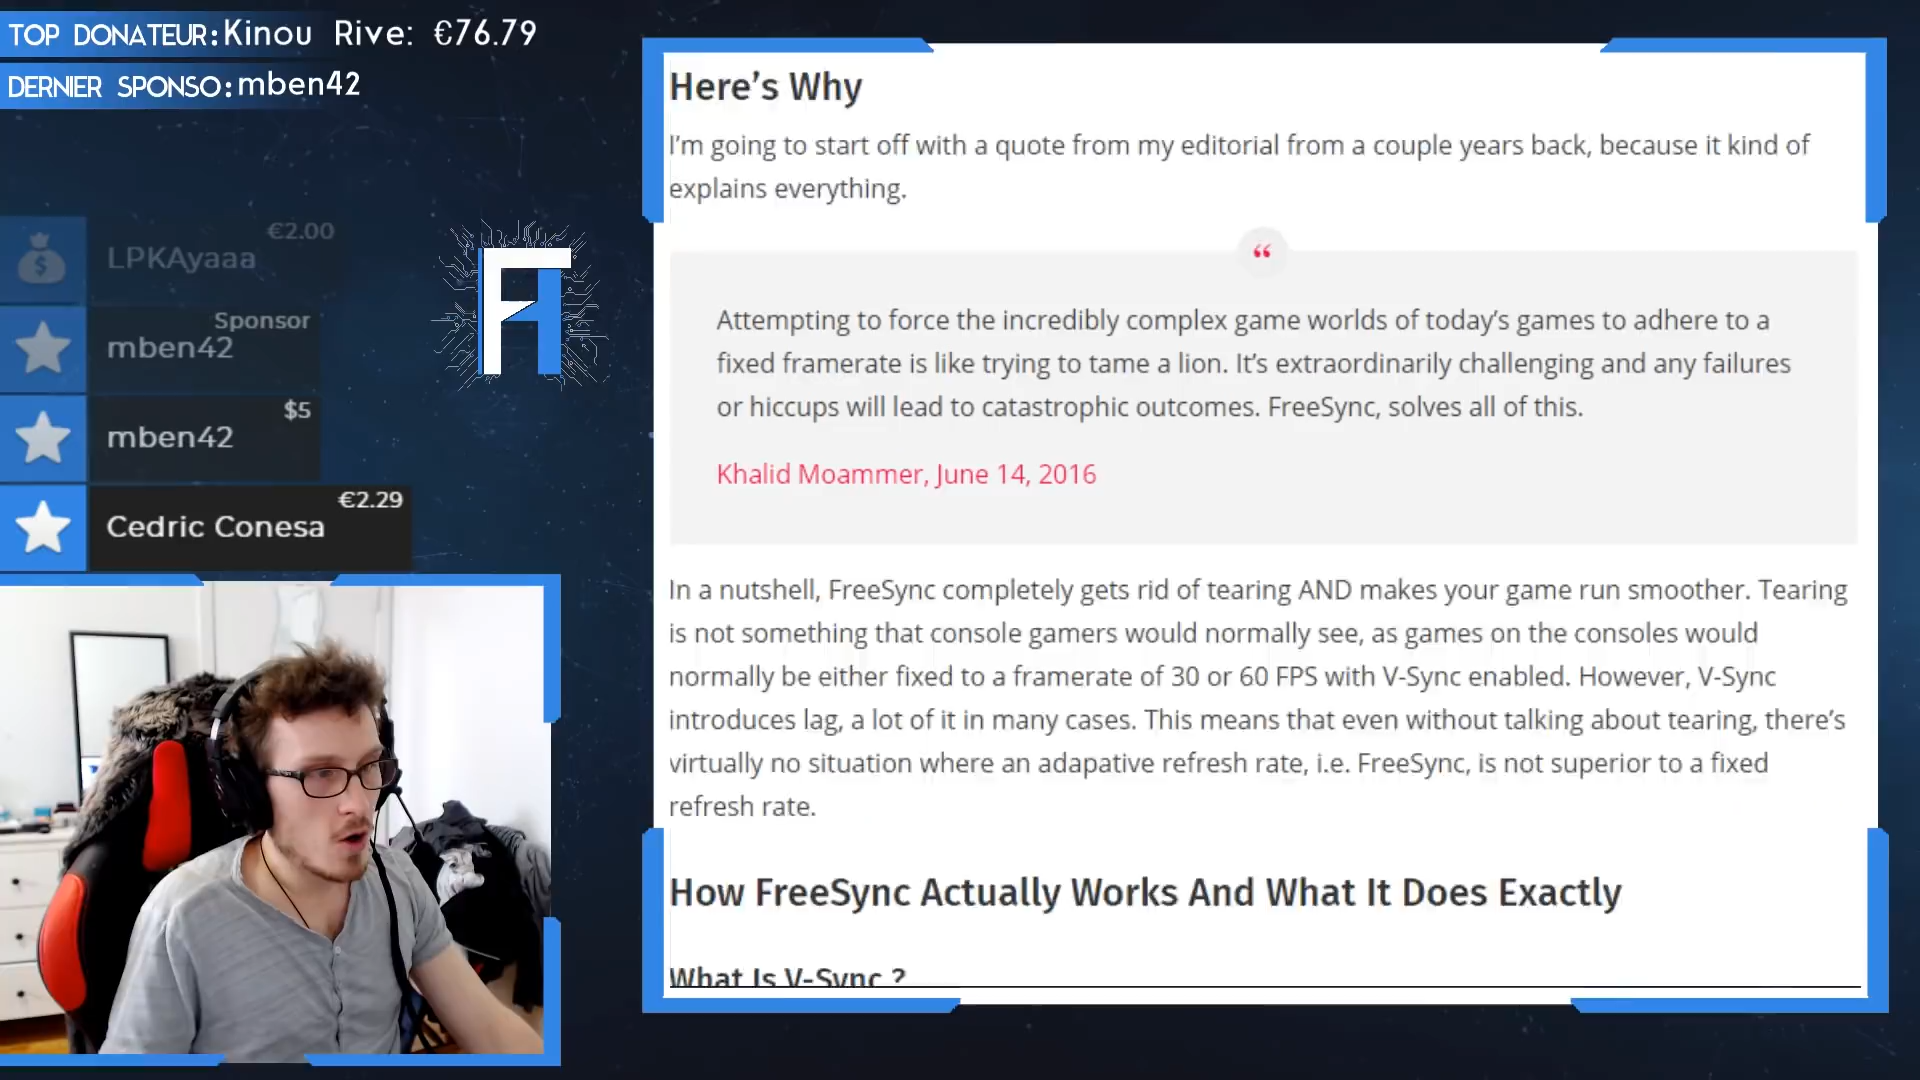 TOP DONATEUR: Kinou Rive: €76.79
DERNIER SPONSO: mben42
€2.00
LPKAyaaa
Sponsor
mben42
$5
mben42
€2.29
Cedric Conesa
Here's Why
I'm going to start off with a quote from my editorial from a couple years back, because it kind of
explains everything.
“
Attempting to force the incredibly complex game worlds of today's games to adhere to a
fixed framerate is like trying to tame a lion. It's extraordinarily challenging and any failures
or hiccups will lead to catastrophic outcomes. FreeSync, solves all of this.
Khalid Moammer, June 14, 2016
In a nutshell, FreeSync completely gets rid of tearing AND makes your game run smoother. Tearing
is not something that console gamers would normally see, as games on the consoles would
normally be either fixed to a framerate of 30 or 60 FPS with V-Sync enabled. However, V-Sync
introduces lag, a lot of it in many cases. This means that even without talking about tearing, there's
virtually no situation where an adapative refresh rate, i.e. FreeSync, is not superior to a fixed
refresh rate.
How FreeSync Actually Works And What It Does Exactly
What Is V-Sync ?